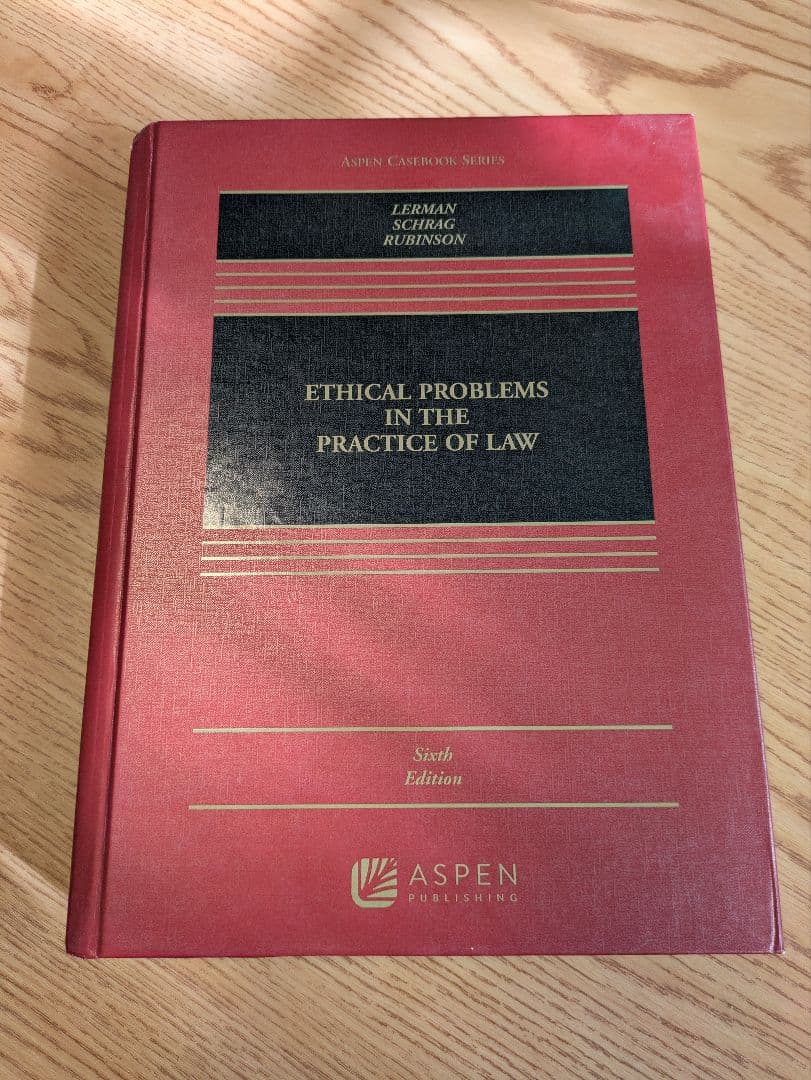 ASPEN CASEBOOK SERIES
LERMAN
SCHRAG
RUBINSON
ETHICAL PROBLEMS
IN THE
PRACTICE OF LAW
Sixth
Edition
ASPEN
PUBLISHING